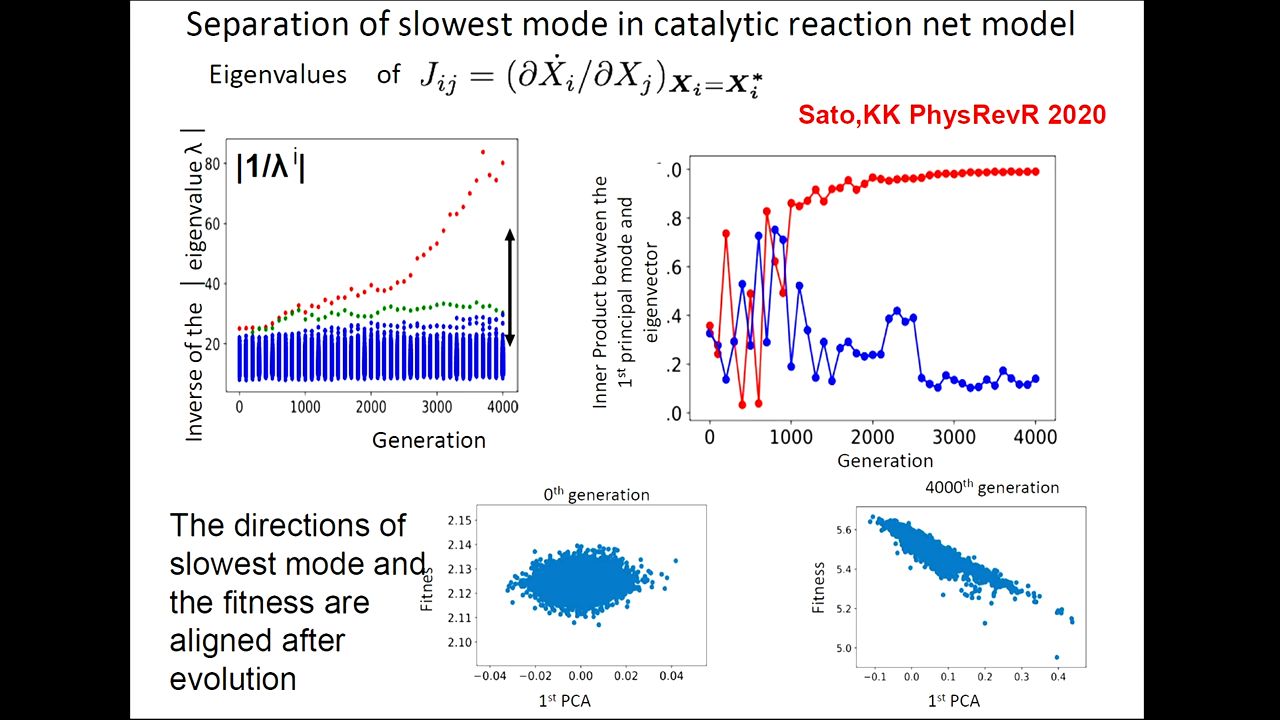 Separation of slowest mode in catalytic reaction net model
Eigenvalues of J_{ij} = (∂Ẋ_i/∂X_j)_{X_i=X_i^*}
Sato,KK PhysRevR 2020
|1/λ^i|
Inverse of the | eigenvalue λ |
80
60
40
20
0
1000
2000
3000
4000
Generation
Inner Product between the
1st principal mode and
eigenvector
.0
.8
.6
.4
.2
.0
0
1000
2000
3000
4000
Generation
The directions of
slowest mode and
the fitness are
aligned after
evolution
0th generation
Fitnes
2.15
2.14
2.13
2.12
2.11
2.10
−0.04
−0.02
0.00
0.02
0.04
1st PCA
4000th generation
Fitness
5.6
5.4
5.2
5.0
−0.1
0.0
0.1
0.2
0.3
0.4
1st PCA